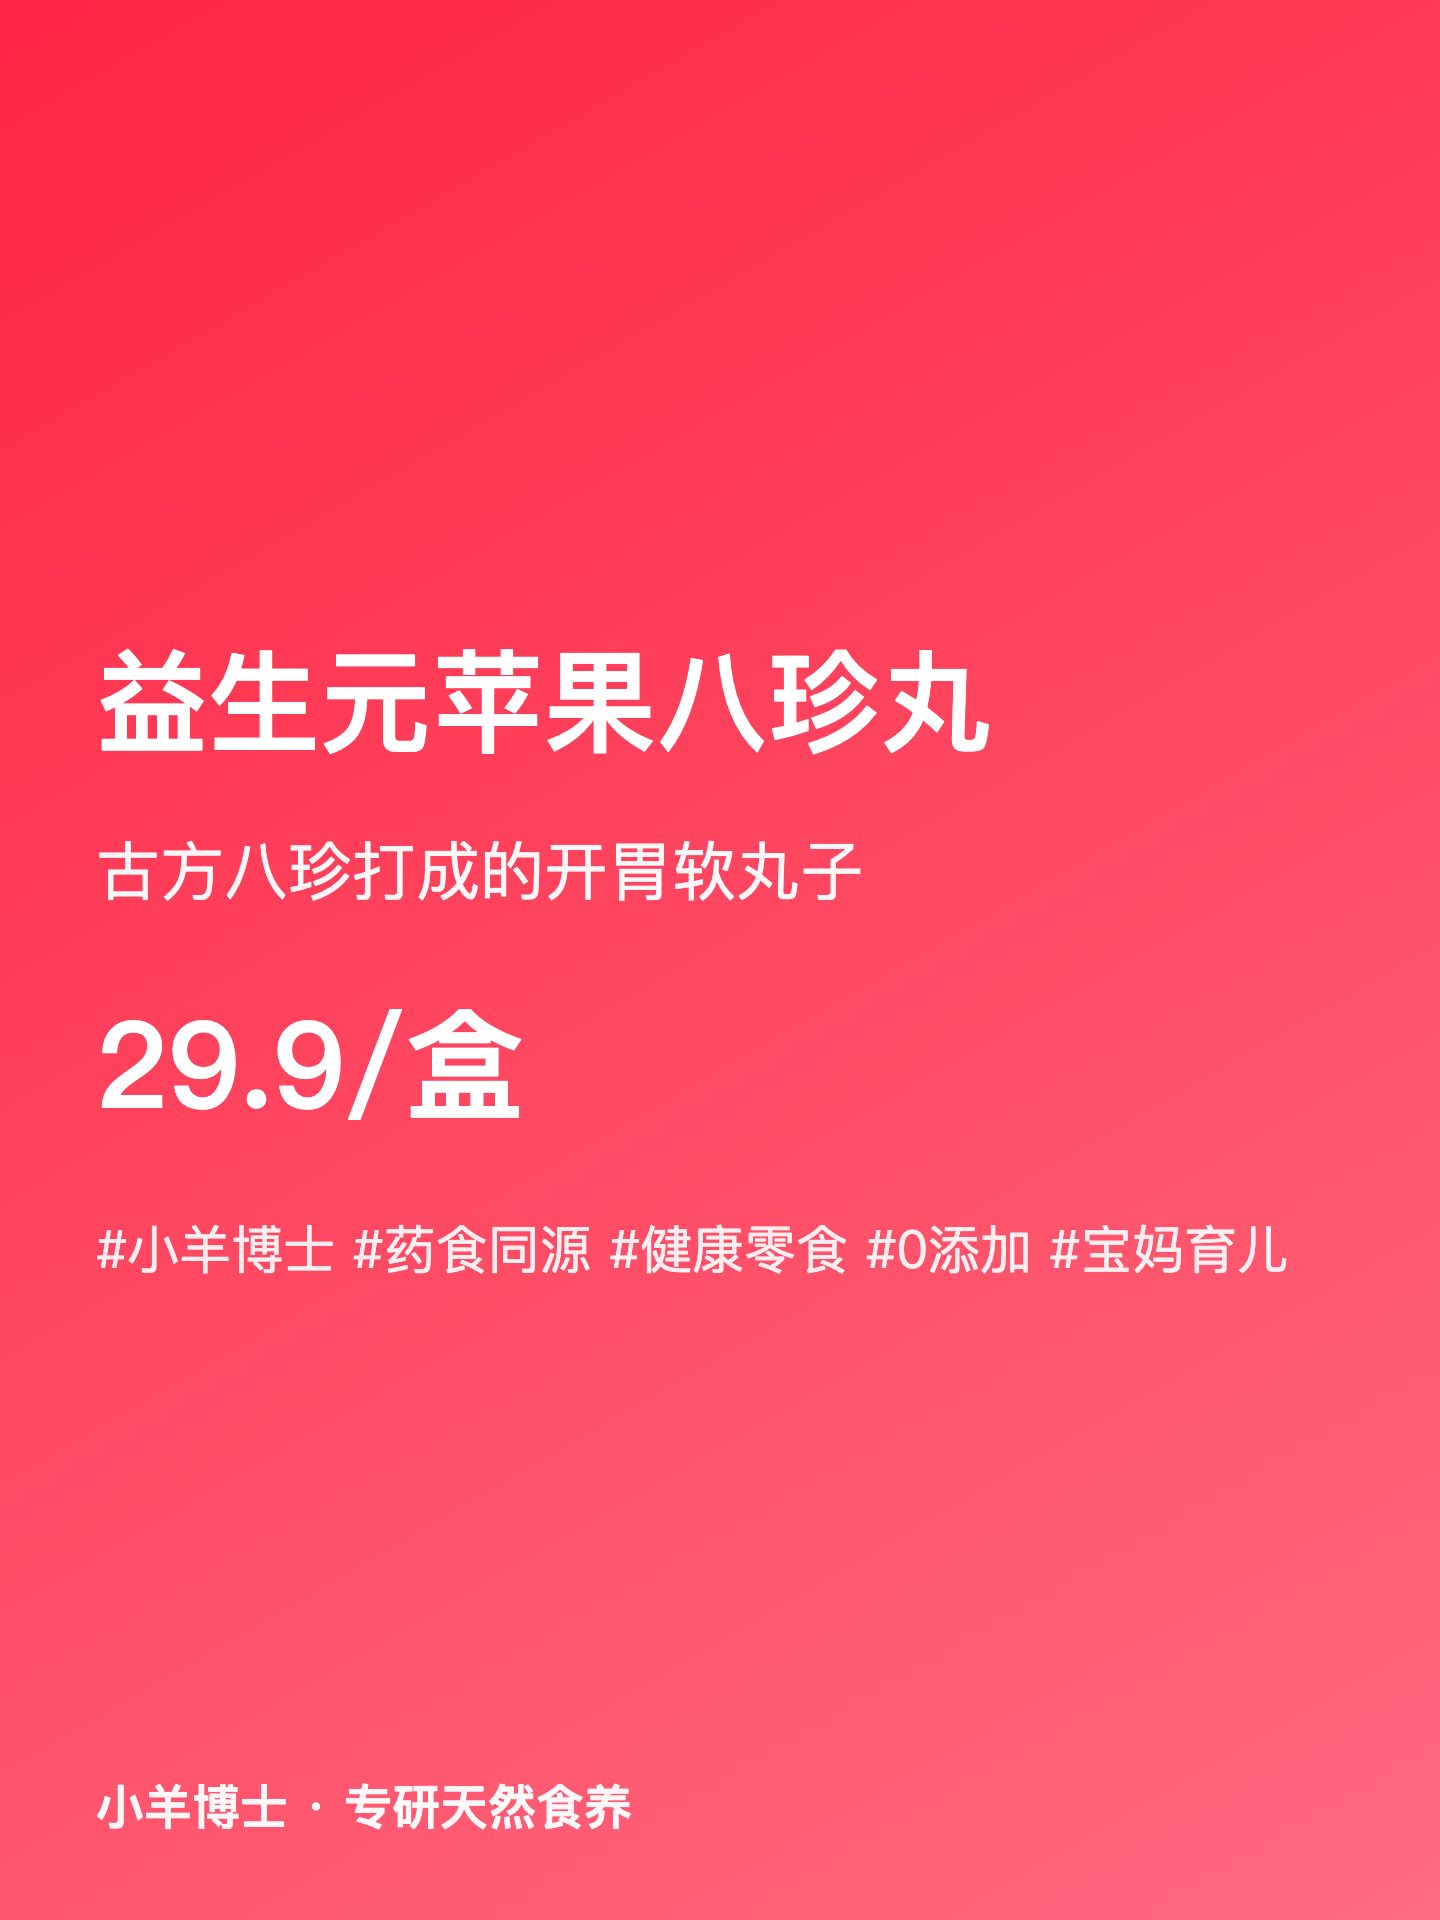 益生元苹果八珍丸
古方八珍打成的开胃软丸子
29.9/盒
#小羊博士 #药食同源 #健康零食 #0添加 #宝妈育儿
小羊博士 · 专研天然食养